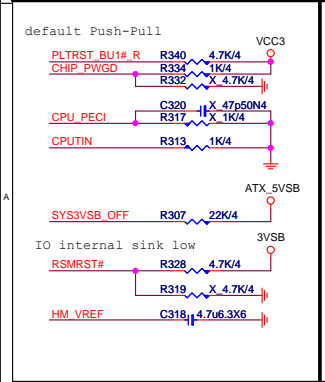 default Push-Pull
VCC3
PLTRST_BU1#_R R340 4.7K/4
CHIP_PWGD R334 1K/4
R332 X_4.7K/4
C320 X_47p50N4
CPU_PECI R317 X_1K/4
CPUTIN R313 1K/4
A
ATX_5VSB
SYS3VSB_OFF R307 22K/4
IO internal sink low
3VSB
RSMRST# R328 4.7K/4
R319 X_4.7K/4
HM_VREF C318 4.7u6.3X6